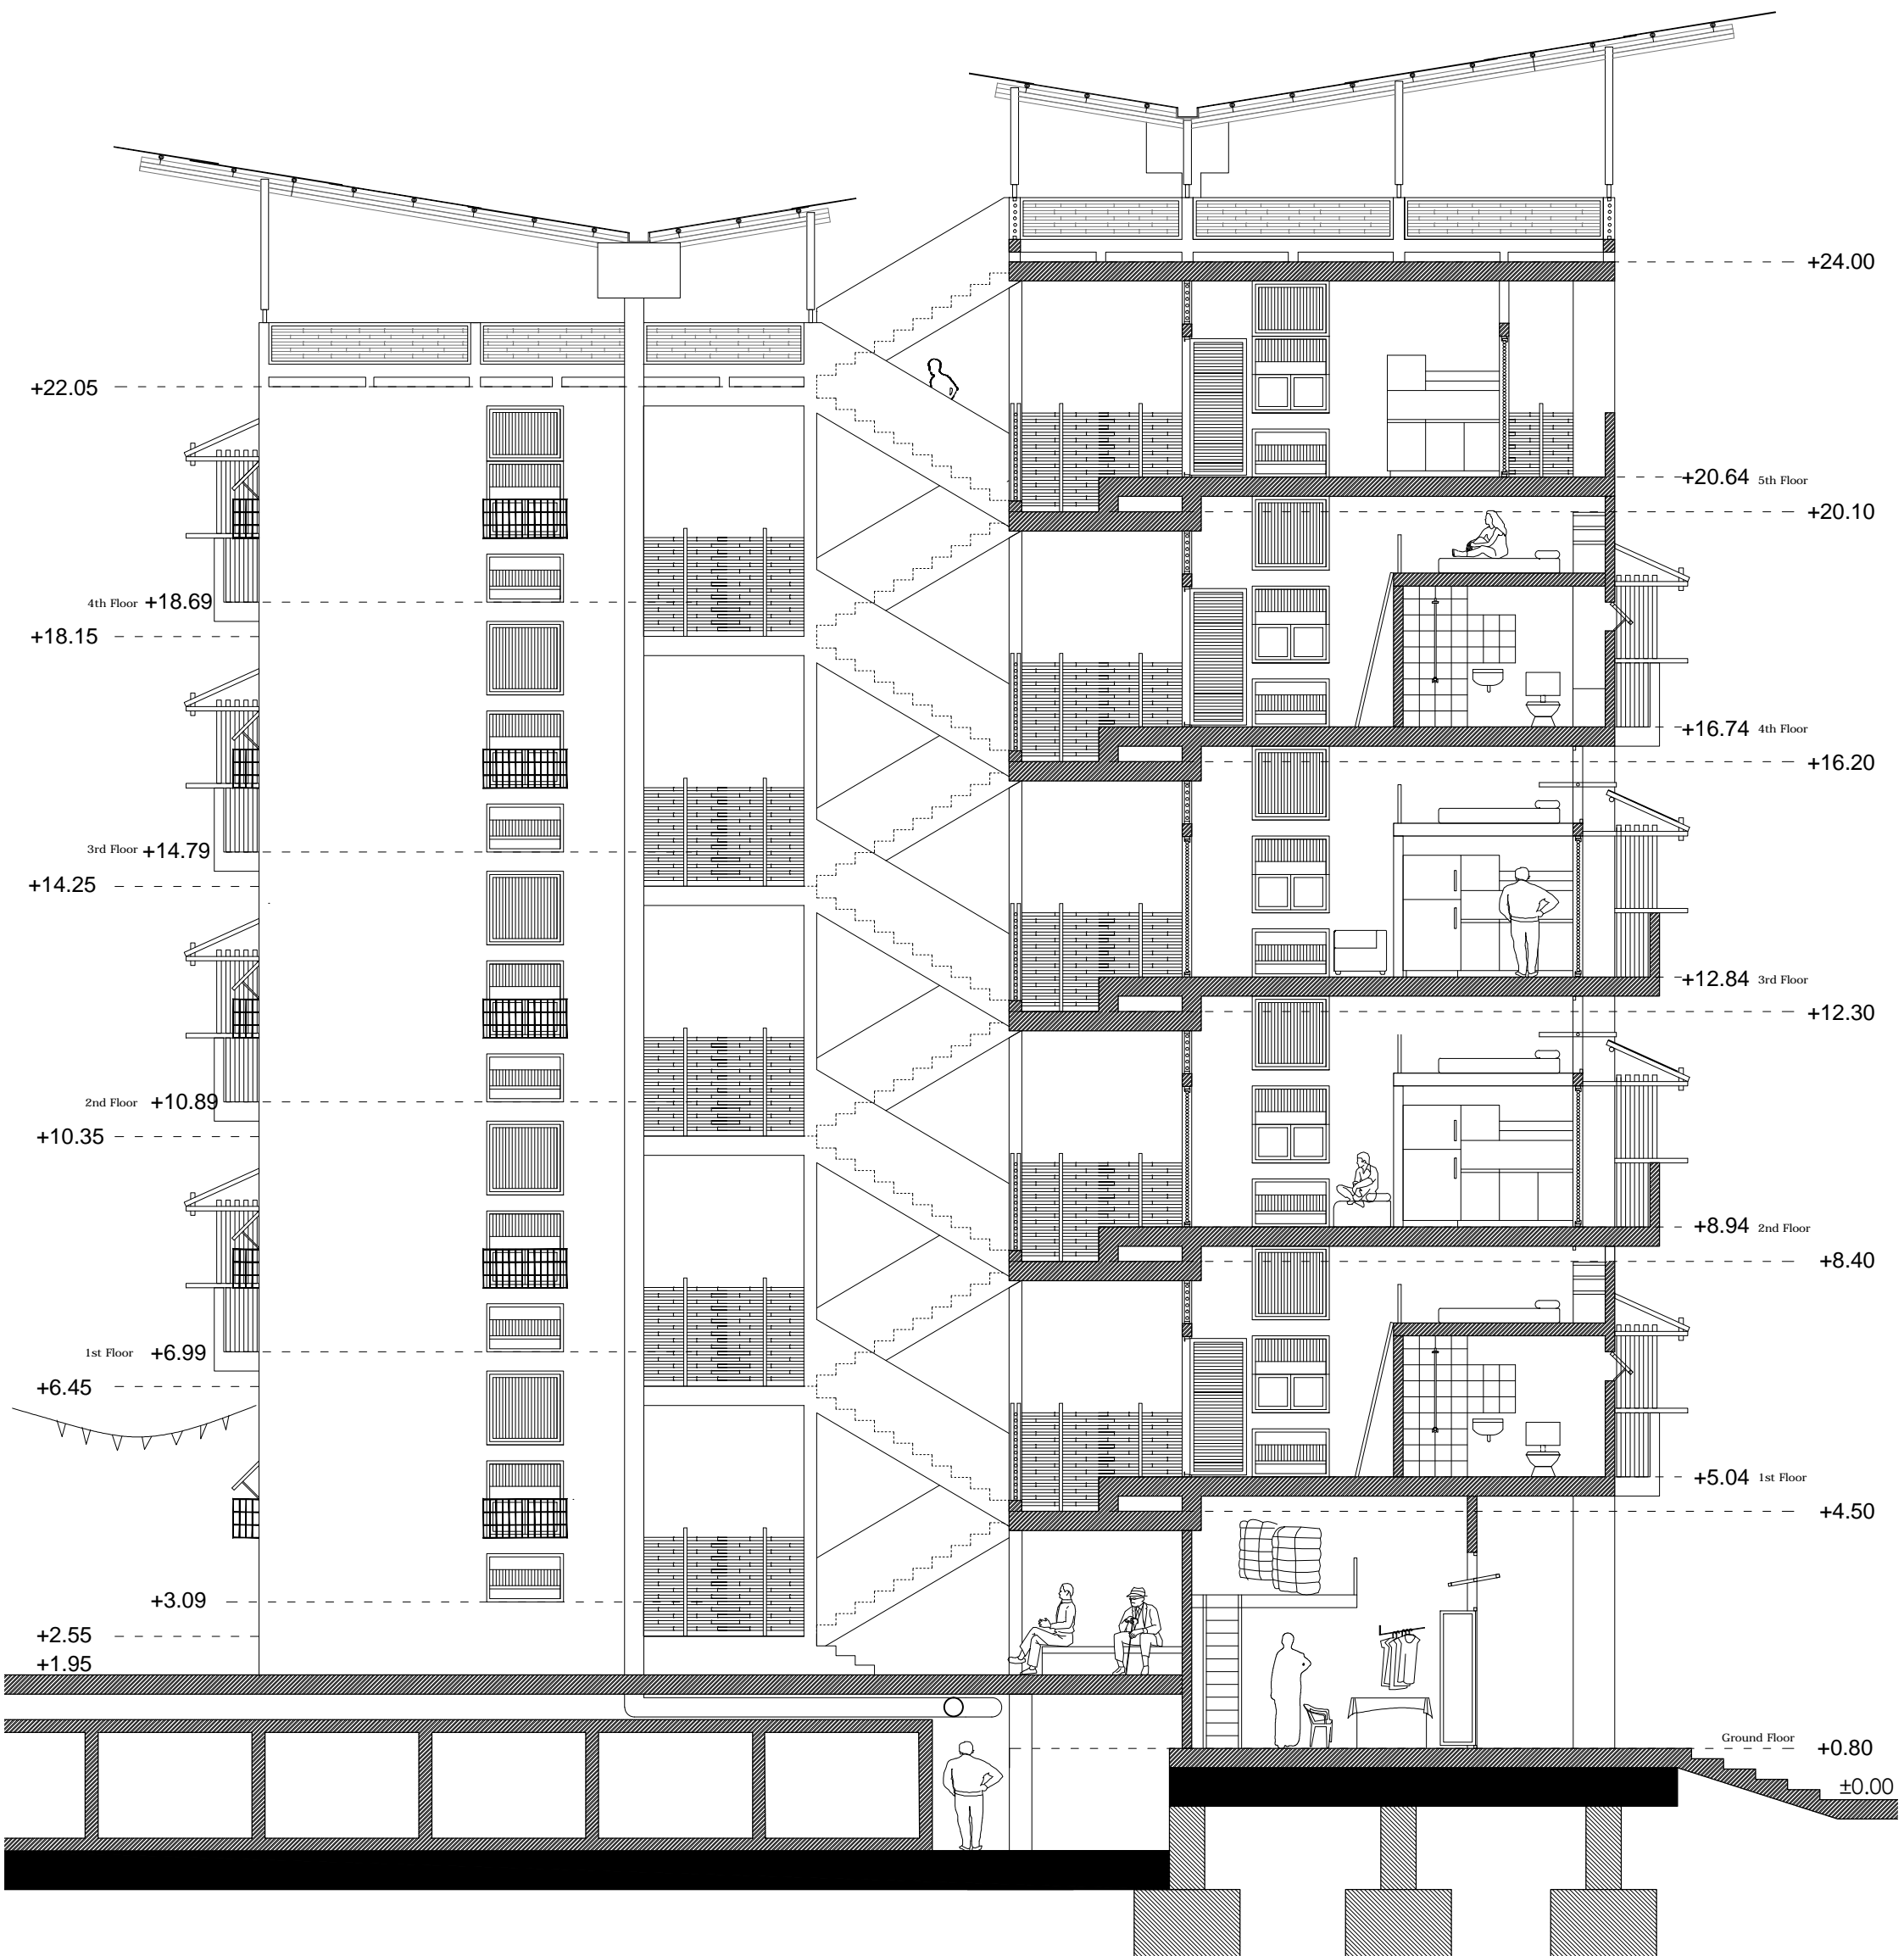 +24.00
+22.05
+20.64 5th Floor
+20.10
4th Floor +18.69
+18.15
+16.74 4th Floor
+16.20
3rd Floor +14.79
+14.25
+12.84 3rd Floor
+12.30
2nd Floor +10.89
+10.35
+8.94 2nd Floor
+8.40
1st Floor +6.99
+6.45
+5.04 1st Floor
+4.50
+3.09
+2.55
+1.95
Ground Floor
+0.80
±0.00